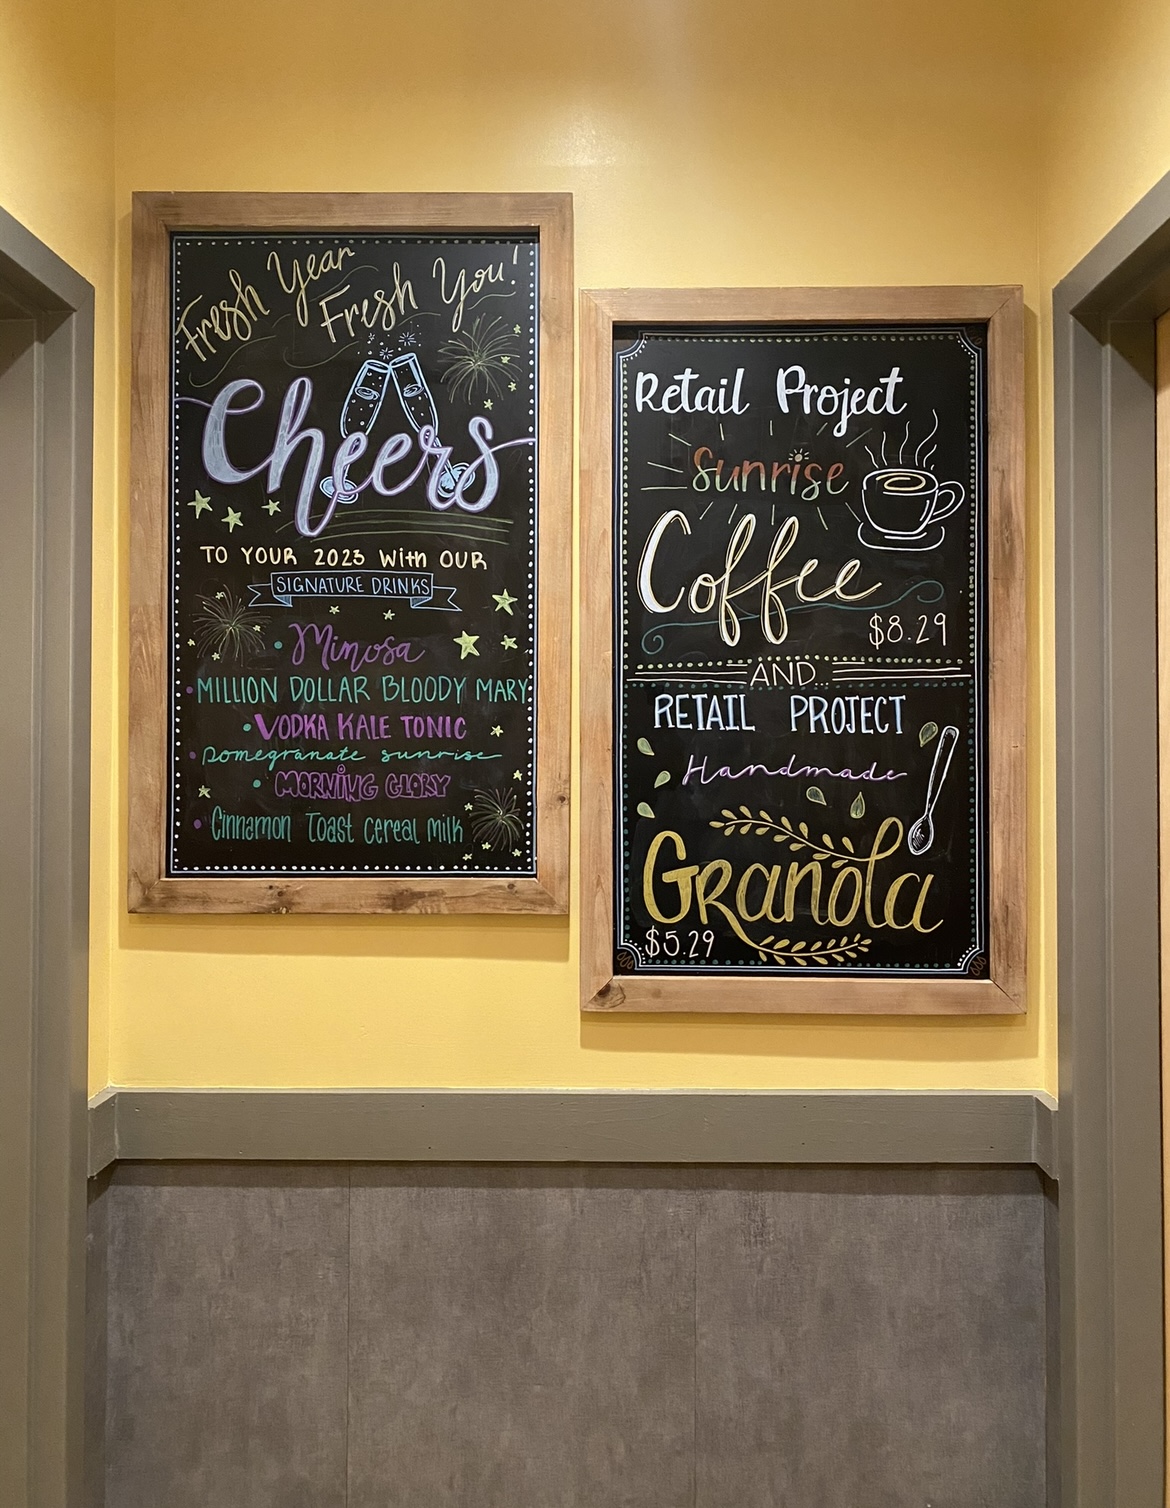 Fresh Year
Fresh You!
Cheers
TO YOUR 2023 With OUR
SIGNATURE DRINKS
• Mimosa
• MILLION DOLLAR BLOODY MARY
• VODKA KALE TONIC
• pomegranate sunrise
• MORNING GLORY
• Cinnamon Toast Cereal Milk
Retail Project
Sunrise
Coffee
$8.29
AND...
RETAIL PROJECT
Handmade
GRanola
$5.29